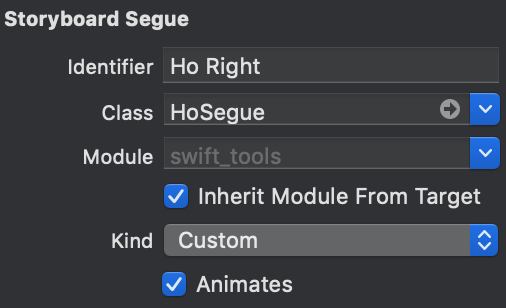 Storyboard Segue
Identifier Ho Right
Class HoSegue
Module swift_tools
Inherit Module From Target
Kind Custom
Animates